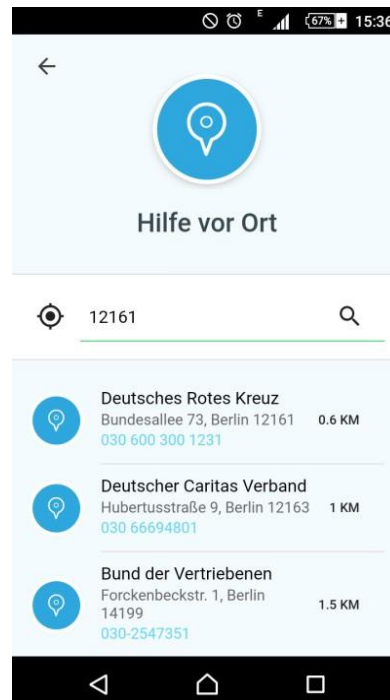 E 67% 15:36
Hilfe vor Ort
12161
Deutsches Rotes Kreuz
Bundesallee 73, Berlin 12161 0.6 KM
030 600 300 1231
Deutscher Caritas Verband
Hubertusstraße 9, Berlin 12163 1 KM
030 66694801
Bund der Vertriebenen
Forckenbeckstr. 1, Berlin
14199 1.5 KM
030-2547351